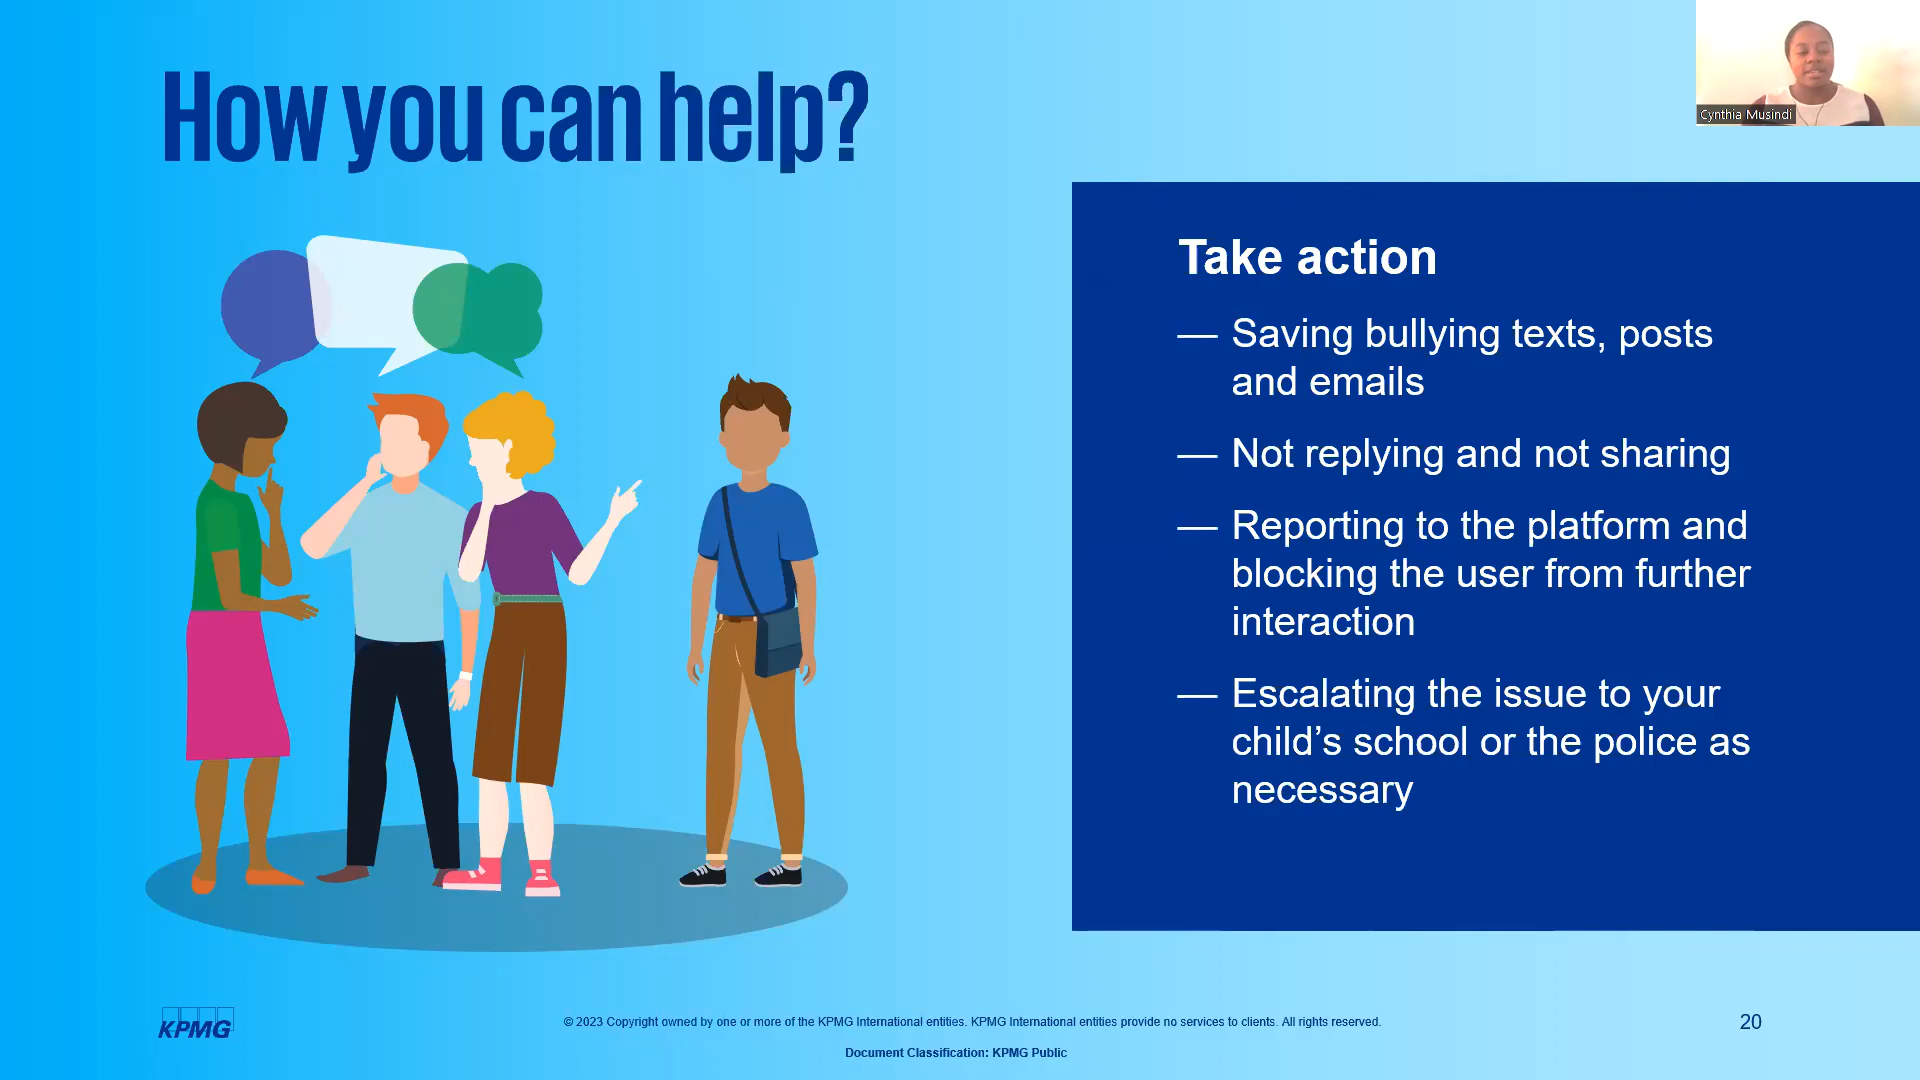 How you can help?
Cynthia Musindi
Take action
— Saving bullying texts, posts
and emails
— Not replying and not sharing
— Reporting to the platform and
blocking the user from further
interaction
— Escalating the issue to your
child’s school or the police as
necessary
KPMG
© 2023 Copyright owned by one or more of the KPMG International entities. KPMG International entities provide no services to clients. All rights reserved.
20
Document Classification: KPMG Public